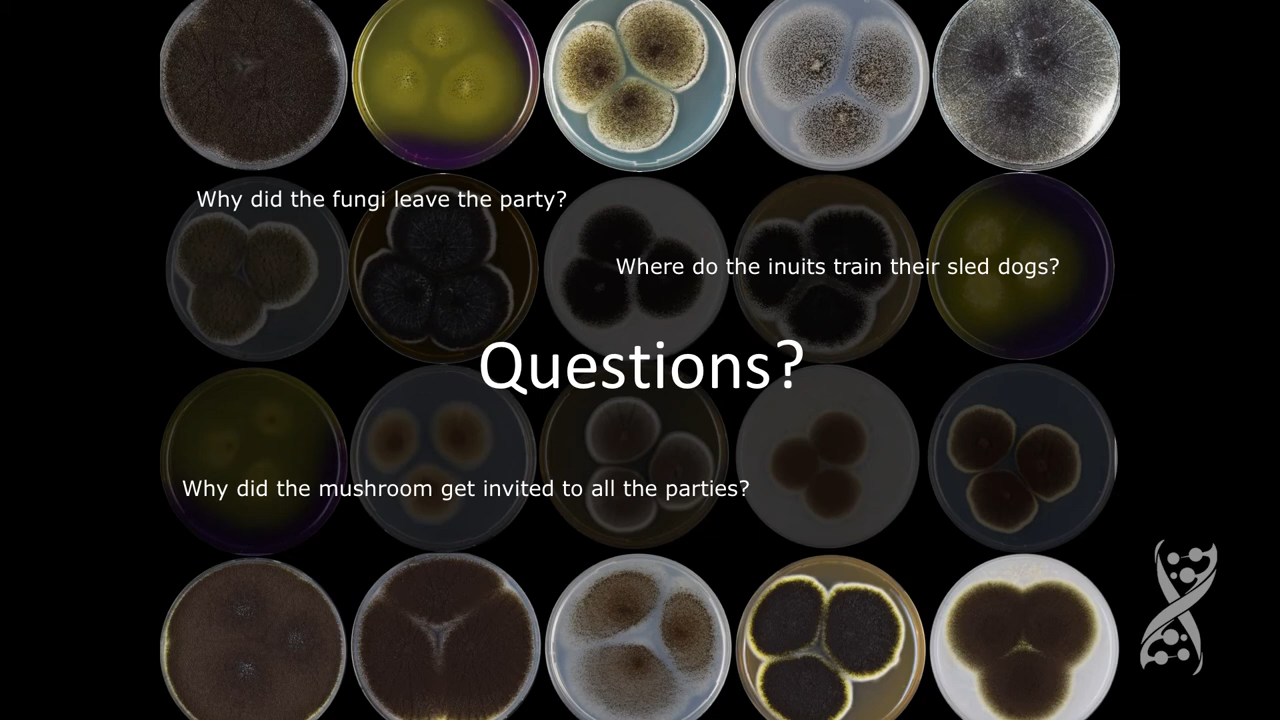 Why did the fungi leave the party?
Where do the inuits train their sled dogs?
Questions?
Why did the mushroom get invited to all the parties?